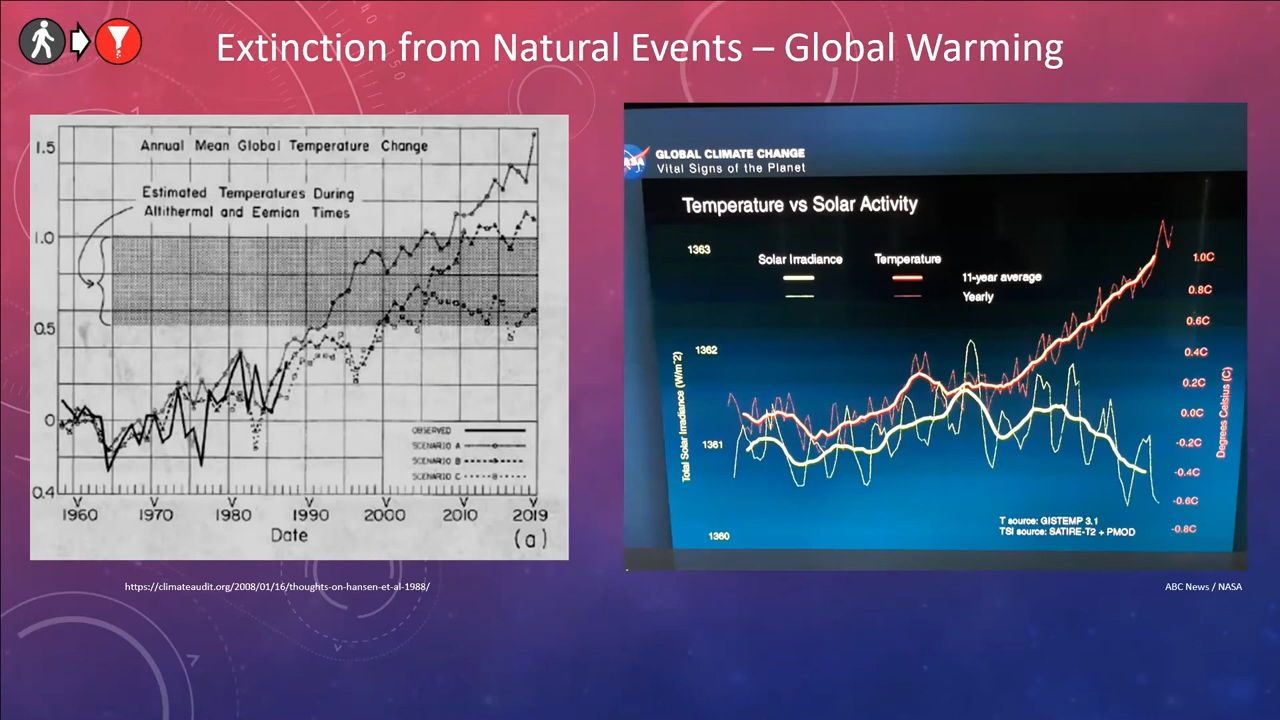 Extinction from Natural Events – Global Warming
Annual Mean Global Temperature Change
Estimated Temperatures During
Altithermal and Eemian Times
1.5
1.0
0.5
0
0.4
OBSERVED
SCENARIO A
SCENARIO B
SCENARIO C
1960
1970
1980
1990
2000
2010
2019
Date
(a)
https://climateaudit.org/2008/01/16/thoughts-on-hansen-et-al-1988/
GLOBAL CLIMATE CHANGE
Vital Signs of the Planet
Temperature vs Solar Activity
Solar Irradiance
Temperature
11-year average
Yearly
1363
1362
1361
1360
Total Solar Irradiance (W/m^2)
1.0C
0.8C
0.6C
0.4C
0.2C
0.0C
-0.2C
-0.4C
-0.6C
-0.8C
Degrees Celsius (C)
T source: GISTEMP 3.1
TSI source: SATIRE-T2 + PMOD
ABC News / NASA